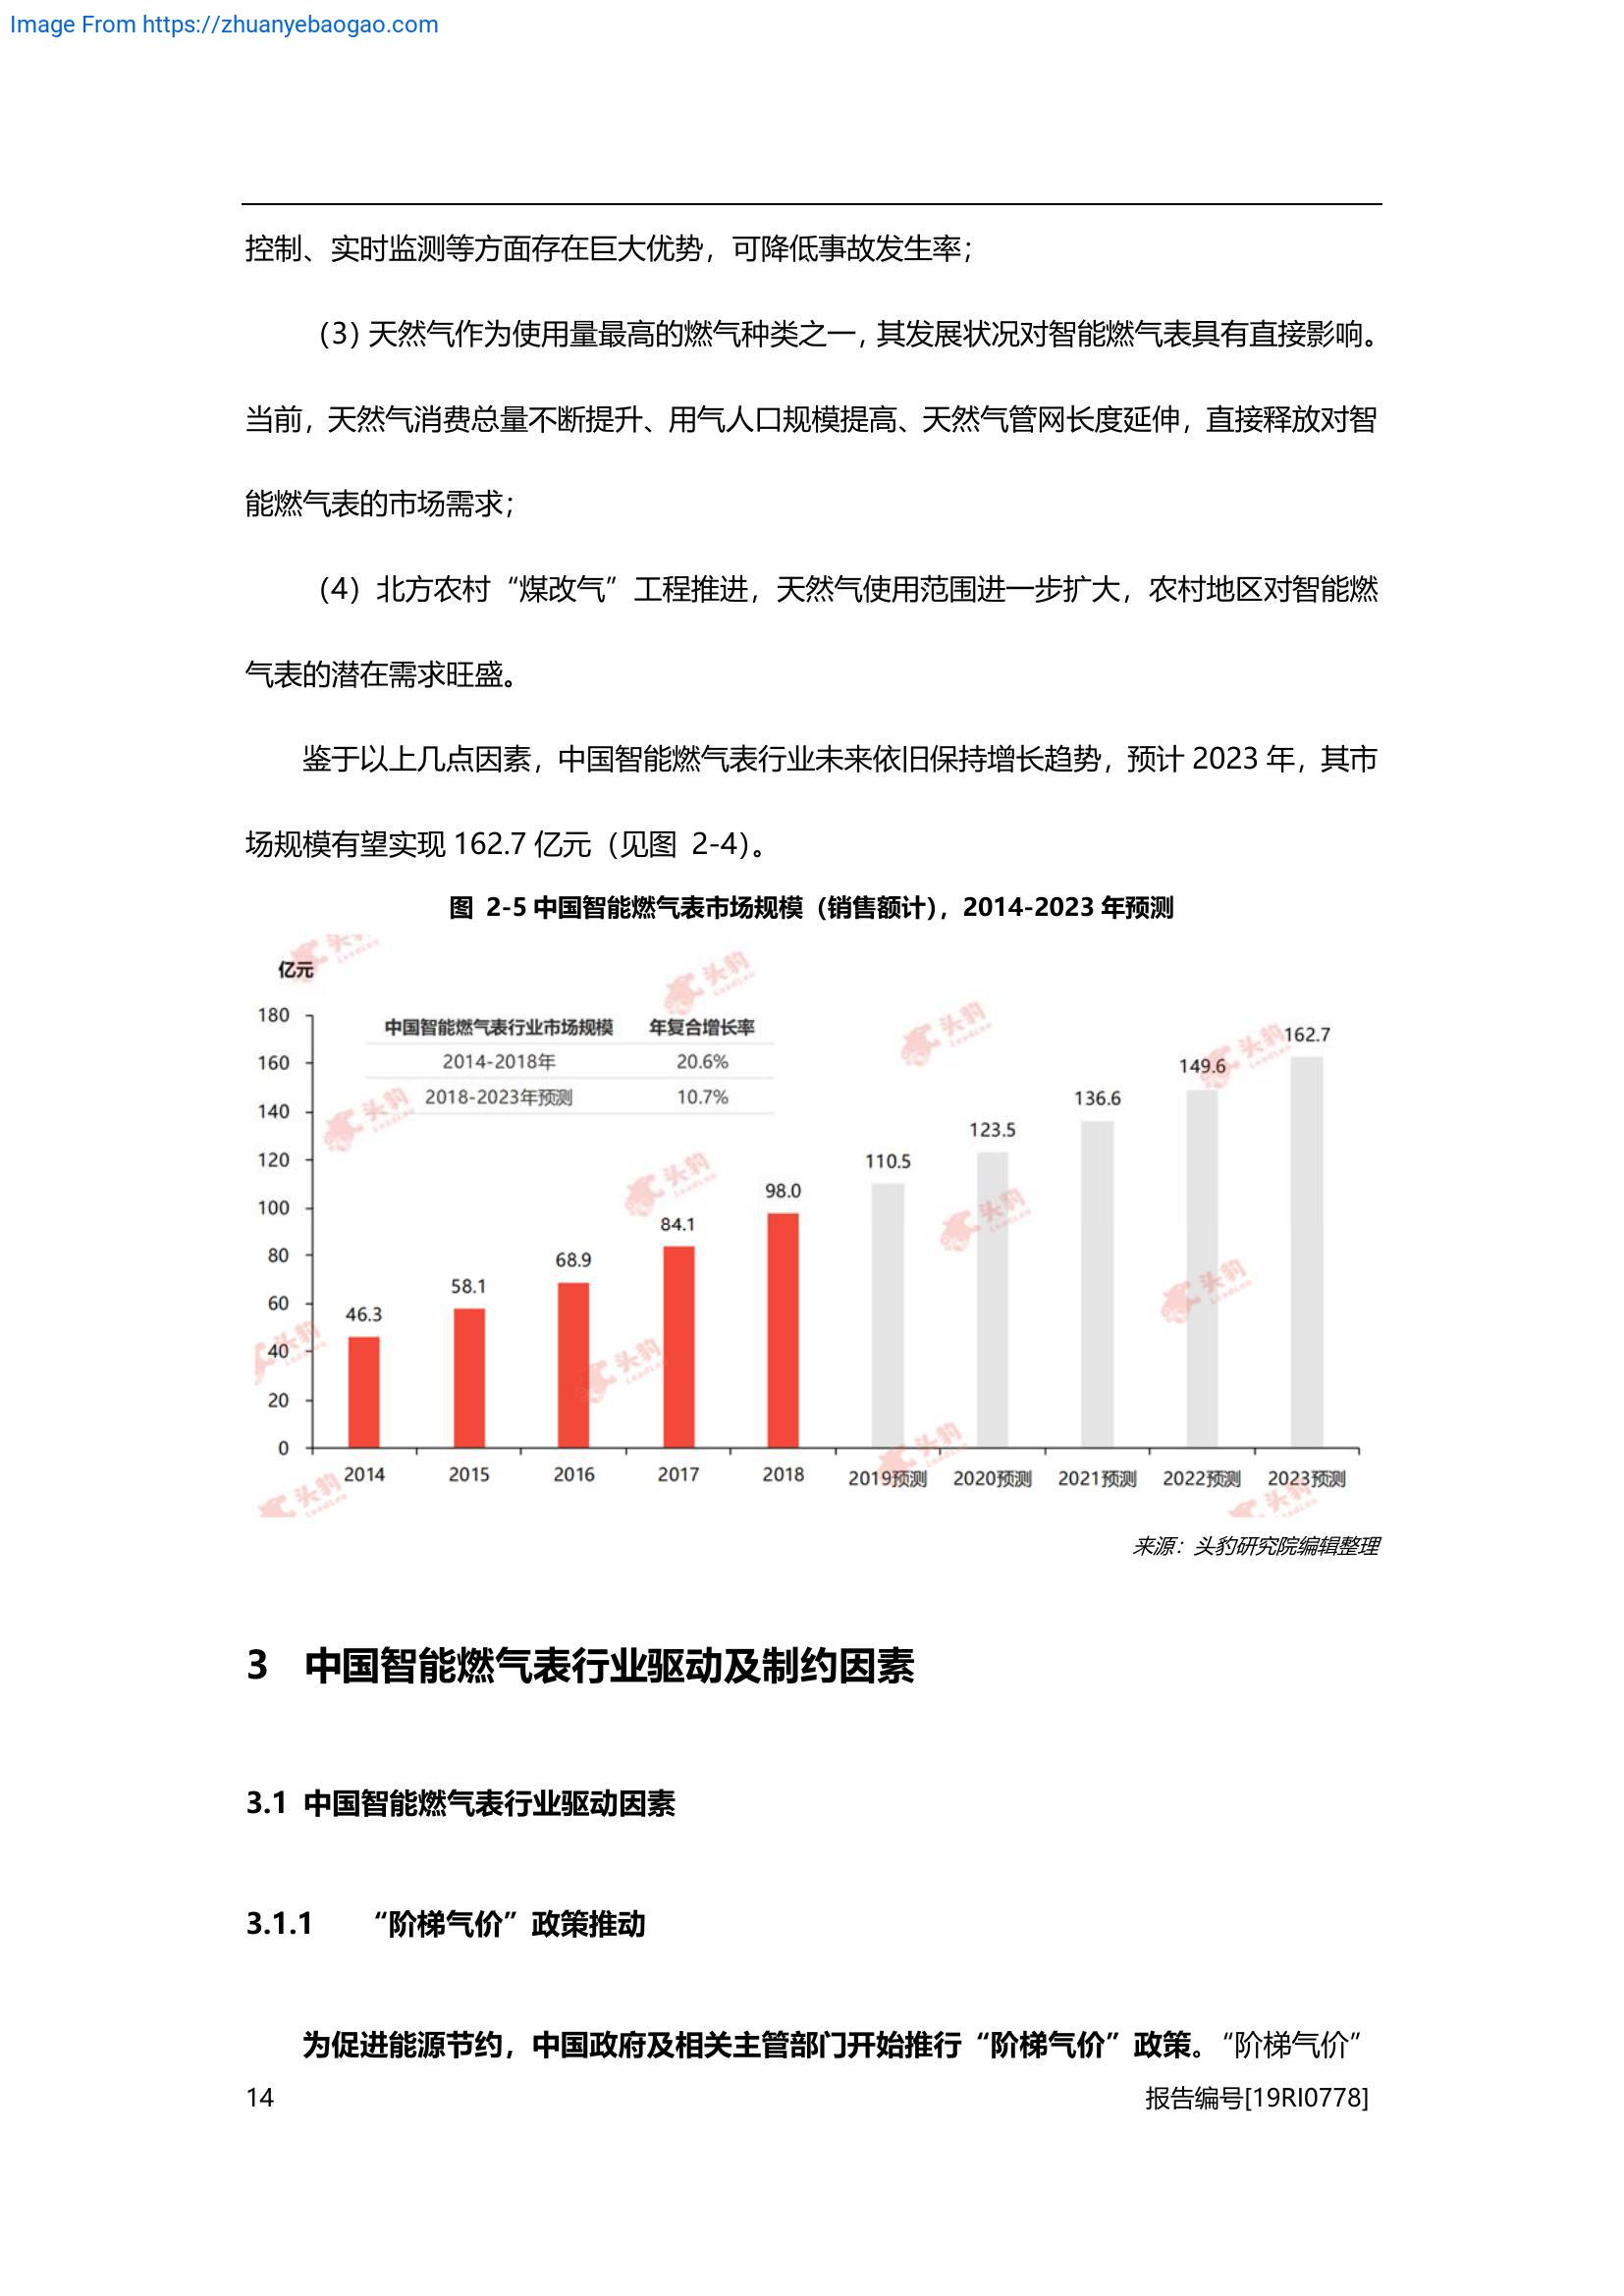 Image From https://zhuanyebaogao.com
控制、实时监测等方面存在巨大优势，可降低事故发生率；
（3）天然气作为使用量最高的燃气种类之一，其发展状况对智能燃气表具有直接影响。
当前，天然气消费总量不断提升、用气人口规模提高、天然气管网长度延伸，直接释放对智
能燃气表的市场需求；
（4）北方农村“煤改气”工程推进，天然气使用范围进一步扩大，农村地区对智能燃
气表的潜在需求旺盛。
鉴于以上几点因素，中国智能燃气表行业未来依旧保持增长趋势，预计 2023 年，其市
场规模有望实现 162.7 亿元（见图 2-4）。
图 2-5 中国智能燃气表市场规模（销售额计），2014-2023 年预测
亿元
中国智能燃气表行业市场规模 年复合增长率
2014-2018年 20.6%
2018-2023年预测 10.7%
180
160
140
120
100
80
60
40
20
0
46.3 58.1 68.9 84.1 98.0 110.5 123.5 136.6 149.6 162.7
2014 2015 2016 2017 2018 2019预测 2020预测 2021预测 2022预测 2023预测
头豹
LeadLeo
来源：头豹研究院编辑整理
3 中国智能燃气表行业驱动及制约因素
3.1 中国智能燃气表行业驱动因素
3.1.1 “阶梯气价”政策推动
为促进能源节约，中国政府及相关主管部门开始推行“阶梯气价”政策。“阶梯气价”
14 报告编号[19RI0778]